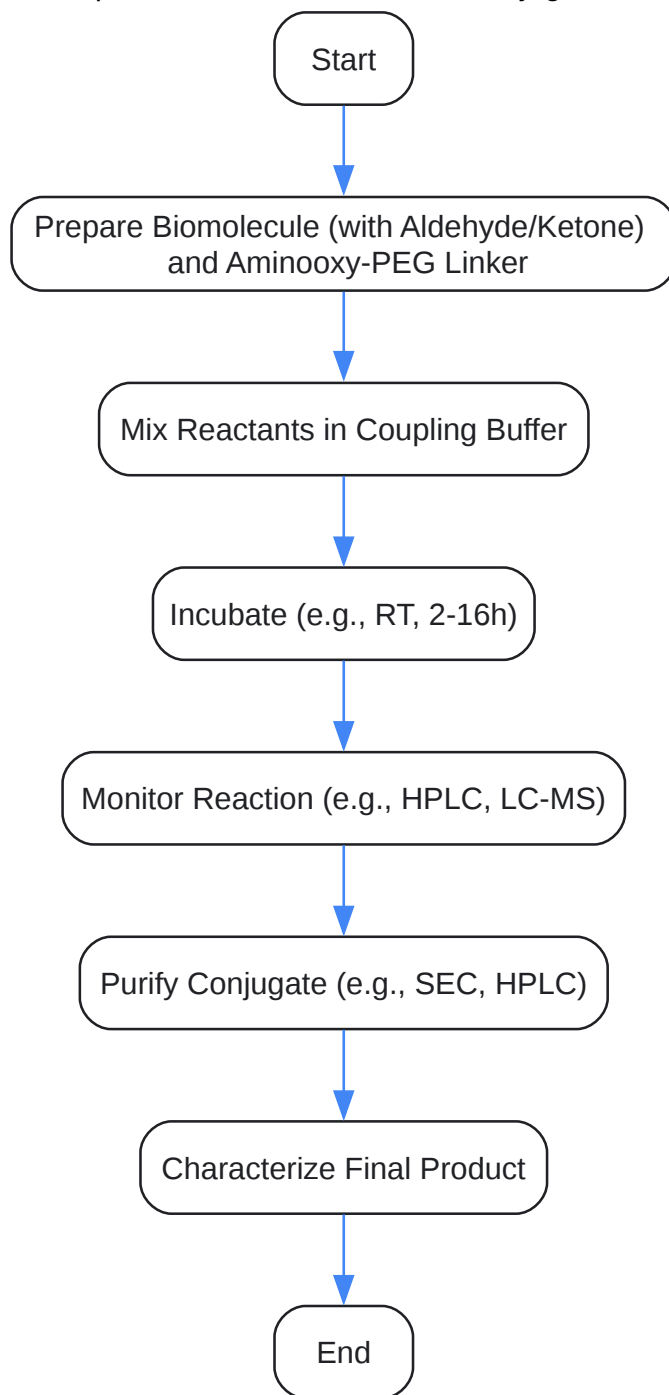 Start
Prepare Biomolecule (with Aldehyde/Ketone)
and Aminooxy-PEG Linker
Mix Reactants in Coupling Buffer
Incubate (e.g., RT, 2-16h)
Monitor Reaction (e.g., HPLC, LC-MS)
Purify Conjugate (e.g., SEC, HPLC)
Characterize Final Product
End